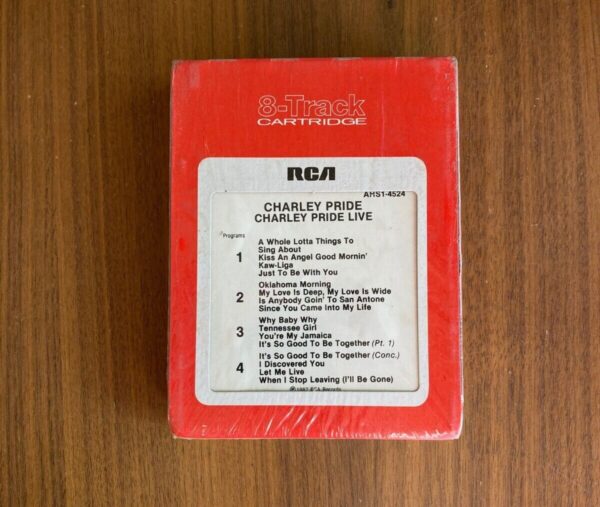 8-Track
CARTRIDGE
RCA
AHS1-4524
CHARLEY PRIDE
CHARLEY PRIDE LIVE
Programs
1
A Whole Lotta Things To
Sing About
Kiss An Angel Good Mornin'
Kaw-Liga
Just To Be With You
2
Oklahoma Morning
My Love Is Deep, My Love Is Wide
Is Anybody Goin' To San Antone
Since You Came Into My Life
3
Why Baby Why
Tennessee Girl
You're My Jamaica
It's So Good To Be Together (Pt. 1)
4
It's So Good To Be Together (Conc.)
I Discovered You
Let Me Live
When I Stop Leaving (I'll Be Gone)
RCA Records